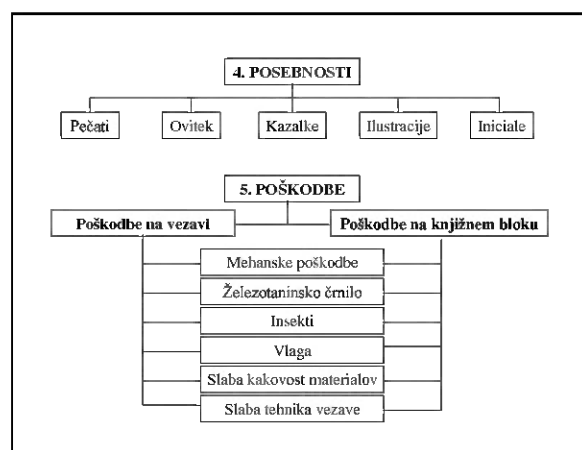 4. POSEBNOSTI
Pečati
Ovitek
Kazalke
Ilustracije
Iniciale
5. POŠKODBE
Poškodbe na vezavi
Poškodbe na knjižnem bloku
Mehanske poškodbe
Železotaninsko črnilo
Insekti
Vlaga
Slaba kakovost materialov
Slaba tehnika vezave